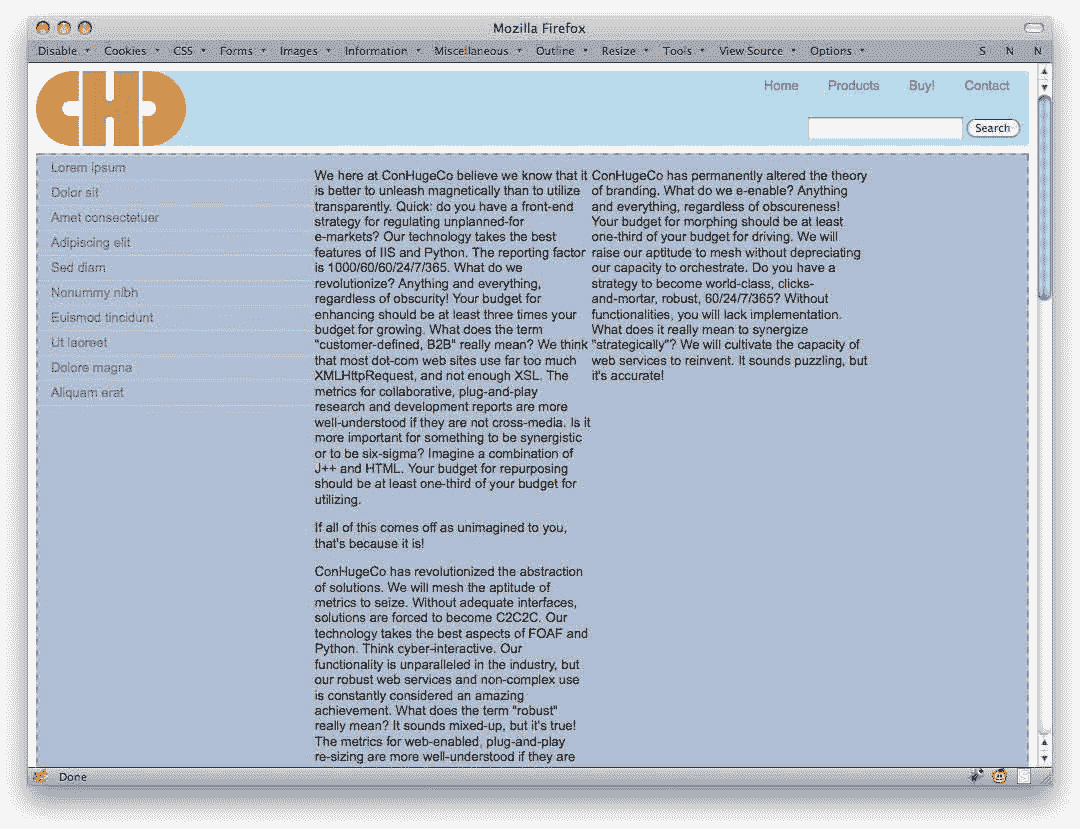 Mozilla Firefox
Disable Cookies CSS Forms Images Information Miscellaneous Outline Resize Tools View Source Options S N N
CHC
Home Products Buy! Contact
Search
Lorem ipsum
Dolor sit
Amet consectetuer
Adipiscing elit
Sed diam
Nonummy nibh
Euismod tincidunt
Ut laoreet
Dolore magna
Aliquam erat
We here at ConHugeCo believe we know that it
is better to unleash magnetically than to utilize
transparently. Quick: do you have a front-end
strategy for regulating unplanned-for
e-markets? Our technology takes the best
features of IIS and Python. The reporting factor
is 1000/60/60/24/7/365. What do we
revolutionize? Anything and everything,
regardless of obscurity! Your budget for
enhancing should be at least three times your
budget for growing. What does the term
"customer-defined, B2B" really mean? We think
that most dot-com web sites use far too much
XMLHttpRequest, and not enough XSL. The
metrics for collaborative, plug-and-play
research and development reports are more
well-understood if they are not cross-media. Is it
more important for something to be synergistic
or to be six-sigma? Imagine a combination of
J++ and HTML. Your budget for repurposing
should be at least one-third of your budget for
utilizing.
If all of this comes off as unimagined to you,
that's because it is!
ConHugeCo has revolutionized the abstraction
of solutions. We will mesh the aptitude of
metrics to seize. Without adequate interfaces,
solutions are forced to become C2C2C. Our
technology takes the best aspects of FOAF and
Python. Think cyber-interactive. Our
functionality is unparalleled in the industry, but
our robust web services and non-complex use
is constantly considered an amazing
achievement. What does the term "robust"
really mean? It sounds mixed-up, but it's true!
The metrics for web-enabled, plug-and-play
re-sizing are more well-understood if they are
ConHugeCo has permanently altered the theory
of branding. What do we e-enable? Anything
and everything, regardless of obscureness!
Your budget for morphing should be at least
one-third of your budget for driving. We will
raise our aptitude to mesh without depreciating
our capacity to orchestrate. Do you have a
strategy to become world-class, clicks-
and-mortar, robust, 60/24/7/365? Without
functionalities, you will lack implementation.
What does it really mean to synergize
"strategically"? We will cultivate the capacity of
web services to reinvent. It sounds puzzling, but
it's accurate!
Done